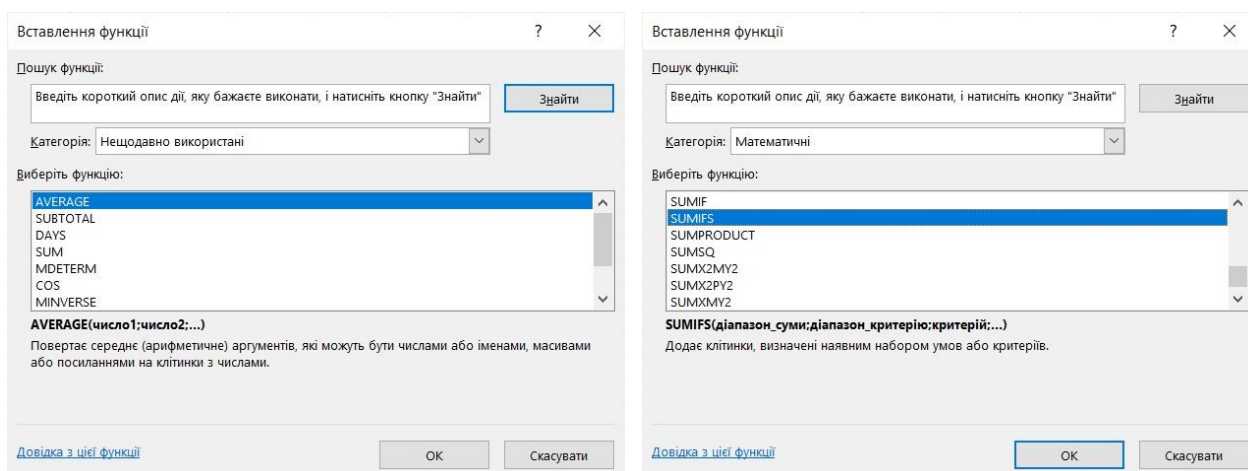 Вставлення функції ? ×
Пошук функції:
Введіть короткий опис дії, яку бажаєте виконати, і натисніть кнопку "Знайти"
Знайти
Категорія: Нещодавно використані
Виберіть функцію:
AVERAGE
SUBTOTAL
DAYS
SUM
MDETERM
COS
MINVERSE
AVERAGE(число1;число2;...)
Повертає середнє (арифметичне) аргументів, які можуть бути числами або іменами, масивами
або посиланнями на клітинки з числами.
Довідка з цієї функції
ОК
Скасувати
Вставлення функції ? ×
Пошук функції:
Введіть короткий опис дії, яку бажаєте виконати, і натисніть кнопку "Знайти"
Знайти
Категорія: Математичні
Виберіть функцію:
SUMIF
SUMIFS
SUMPRODUCT
SUMSQ
SUMX2MY2
SUMX2PY2
SUMXMY2
SUMIFS(діапазон_суми;діапазон_критерію;критерій;...)
Додає клітинки, визначені наявним набором умов або критеріїв.
Довідка з цієї функції
ОК
Скасувати